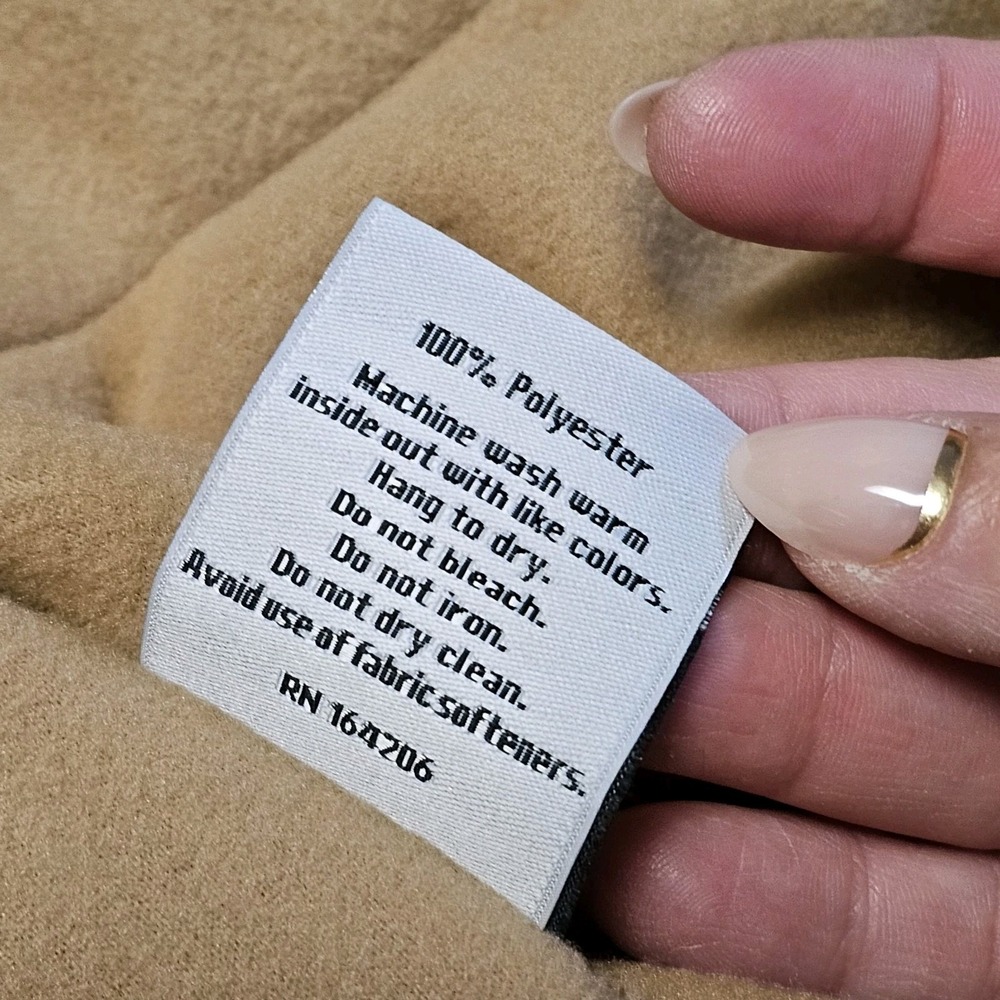 100% Polyester
Machine wash warm
inside out with like colors.
Hang to dry.
Do not bleach.
Do not iron.
Do not dry clean.
Avoid use of fabric softeners.
RN 164206